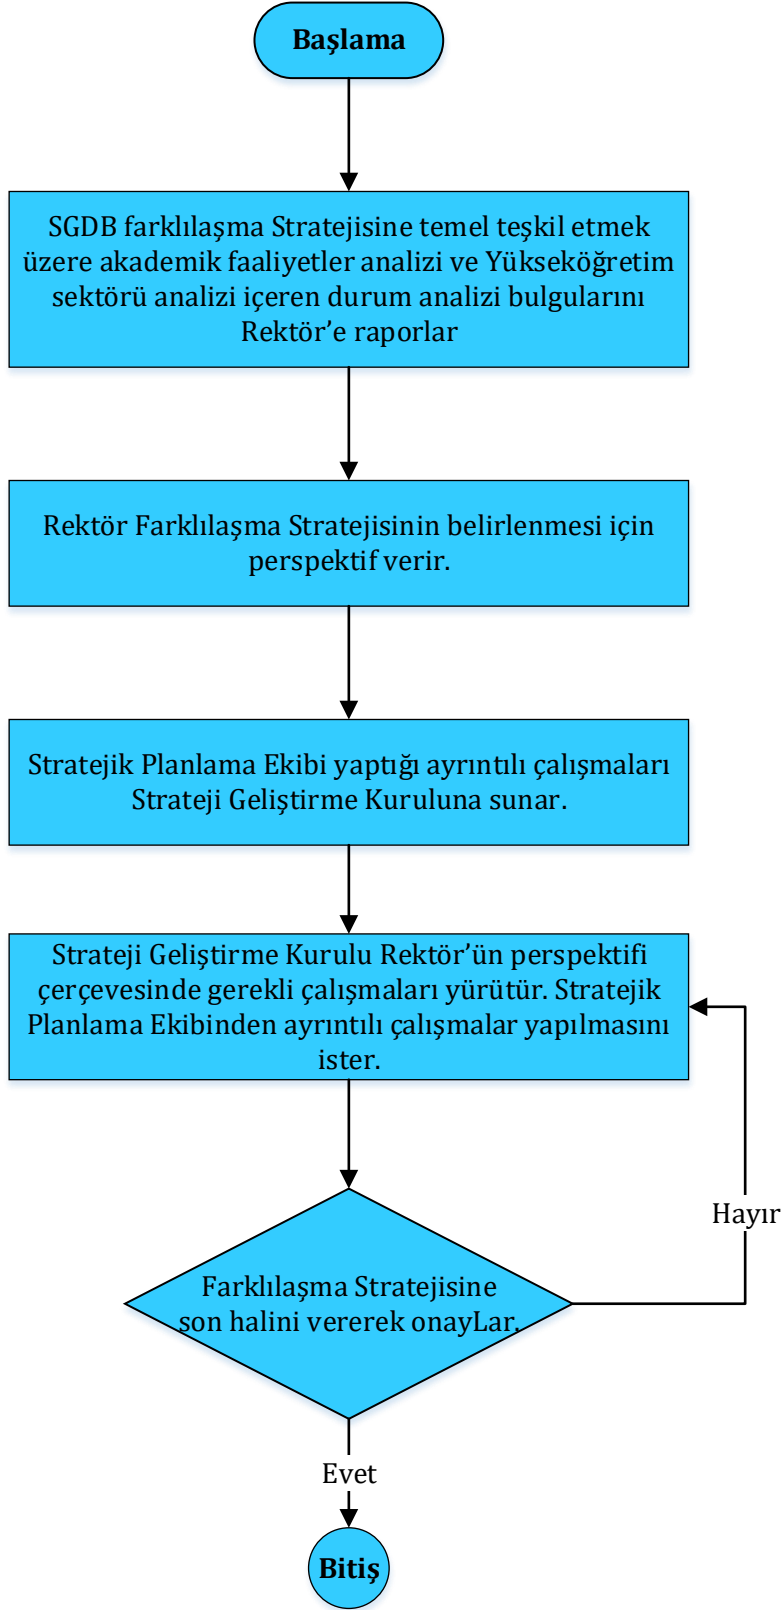 Başlama
SGDB farklılaşma Stratejisine temel teşkil etmek
üzere akademik faaliyetler analizi ve Yükseköğretim
sektörü analizi içeren durum analizi bulgularını
Rektör’e raporlar
Rektör Farklılaşma Stratejisinin belirlenmesi için
perspektif verir.
Stratejik Planlama Ekibi yaptığı ayrıntılı çalışmaları
Strateji Geliştirme Kuruluna sunar.
Strateji Geliştirme Kurulu Rektör’ün perspektifi
çerçevesinde gerekli çalışmaları yürütür. Stratejik
Planlama Ekibinden ayrıntılı çalışmalar yapılmasını
ister.
Hayır
Farklılaşma Stratejisine
son halini vererek onayLar.
Evet
Bitiş